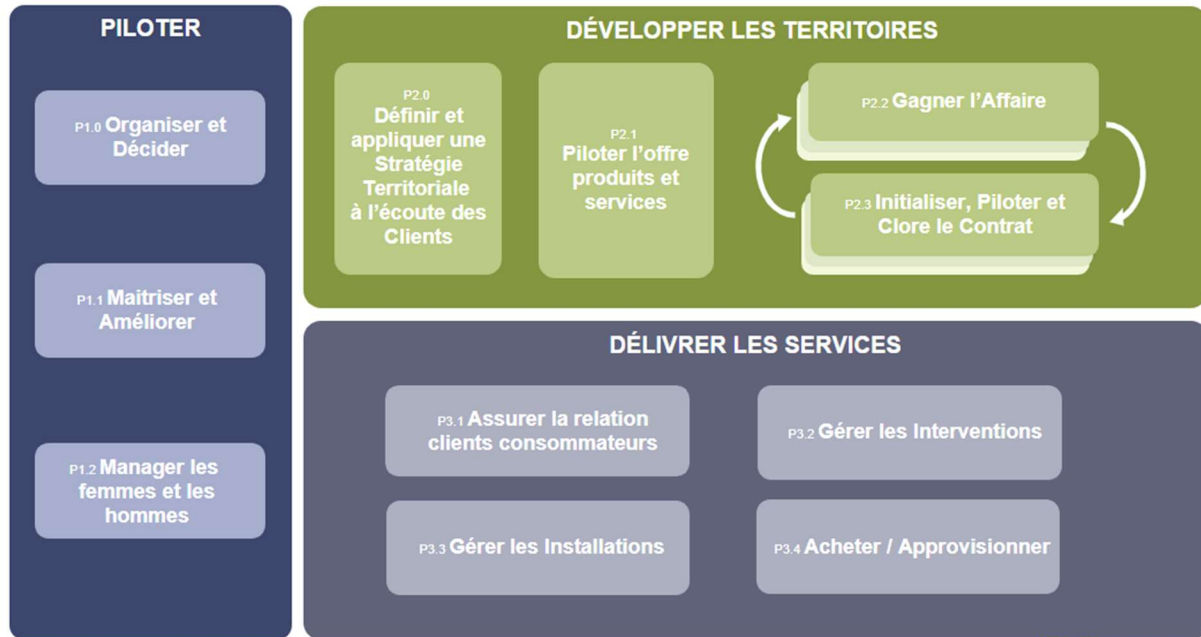 PILOTER
P1.0 Organiser et
Décider
P1.1 Maitriser et
Améliorer
P1.2 Manager les
femmes et les
hommes
DÉVELOPPER LES TERRITOIRES
P2.0
Définir et
appliquer une
Stratégie
Territoriale
à l'écoute des
Clients
P2.1
Piloter l'offre
produits et
services
P2.2 Gagner l'Affaire
P2.3 Initialiser, Piloter et
Clore le Contrat
DÉLIVRER LES SERVICES
P3.1 Assurer la relation
clients consommateurs
P3.2 Gérer les Interventions
P3.3 Gérer les Installations
P3.4 Acheter / Approvisionner